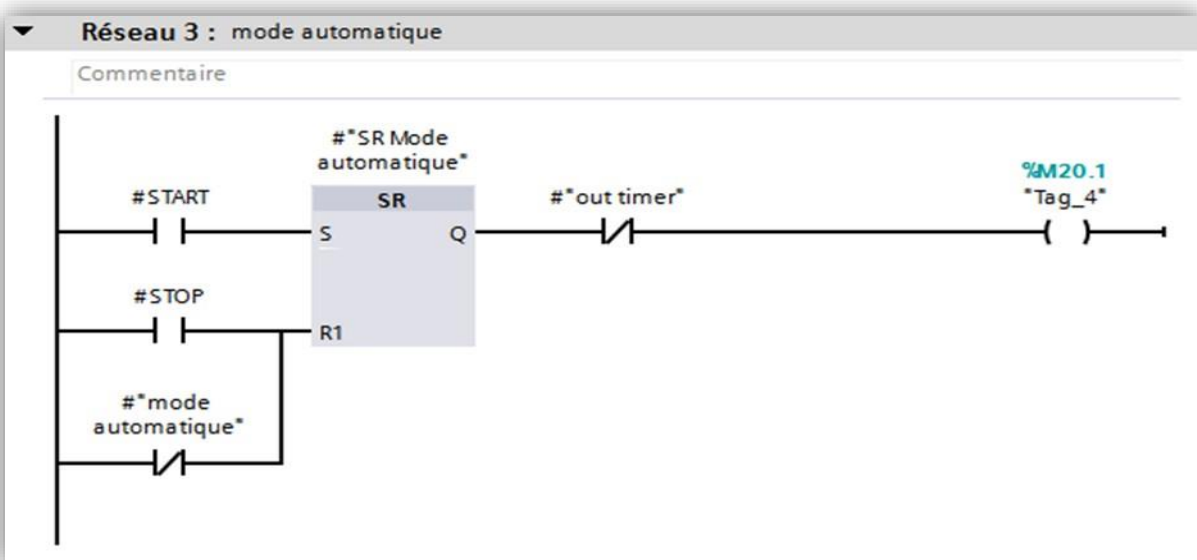 Réseau 3 : mode automatique
Commentaire
#"SR Mode
automatique"
%M20.1
#START
SR
#"out timer"
"Tag_4"
S
Q
#STOP
R1
#"mode
automatique"